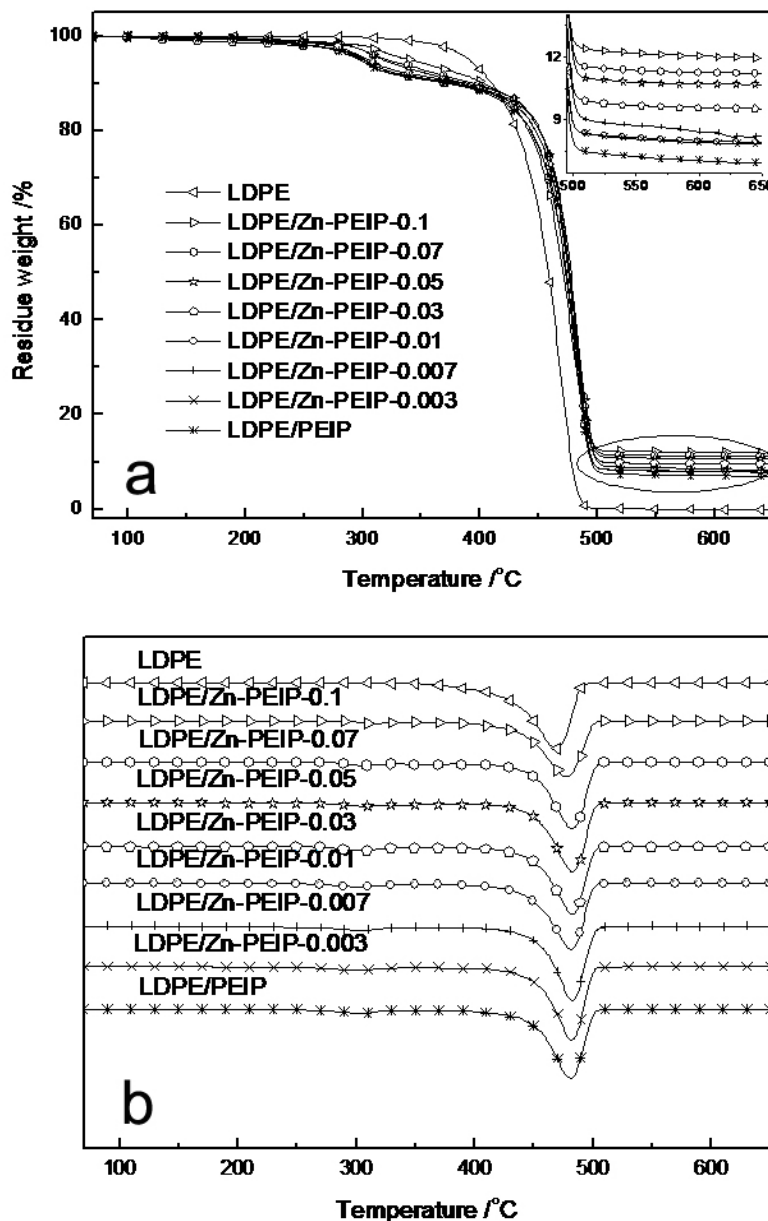 100
80
60
40
20
0
Residue weight /%
12
9
500 550 600 650
LDPE
LDPE/Zn-PEIP-0.1
LDPE/Zn-PEIP-0.07
LDPE/Zn-PEIP-0.05
LDPE/Zn-PEIP-0.03
LDPE/Zn-PEIP-0.01
LDPE/Zn-PEIP-0.007
LDPE/Zn-PEIP-0.003
LDPE/PEIP
a
100 200 300 400 500 600
Temperature /°C
LDPE
LDPE/Zn-PEIP-0.1
LDPE/Zn-PEIP-0.07
LDPE/Zn-PEIP-0.05
LDPE/Zn-PEIP-0.03
LDPE/Zn-PEIP-0.01
LDPE/Zn-PEIP-0.007
LDPE/Zn-PEIP-0.003
LDPE/PEIP
b
100 200 300 400 500 600
Temperature /°C